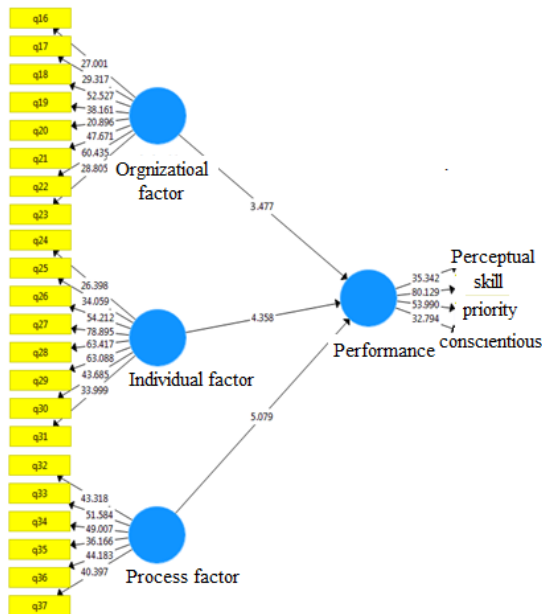 q16
q17
q18
q19
q20
q21
q22
q23
27.001
29.317
52.527
38.161
20.896
47.671
60.435
28.805
Orgnizatioal
factor
3.477
q24
q25
q26
q27
q28
q29
q30
q31
26.398
34.059
54.212
78.895
63.417
63.088
43.685
33.999
Individual factor
4.358
q32
q33
q34
q35
q36
q37
43.318
51.584
49.007
36.166
44.183
40.397
Process factor
5.079
Performance
35.342
80.129
53.990
32.794
Perceptual
skill
priority
conscientious